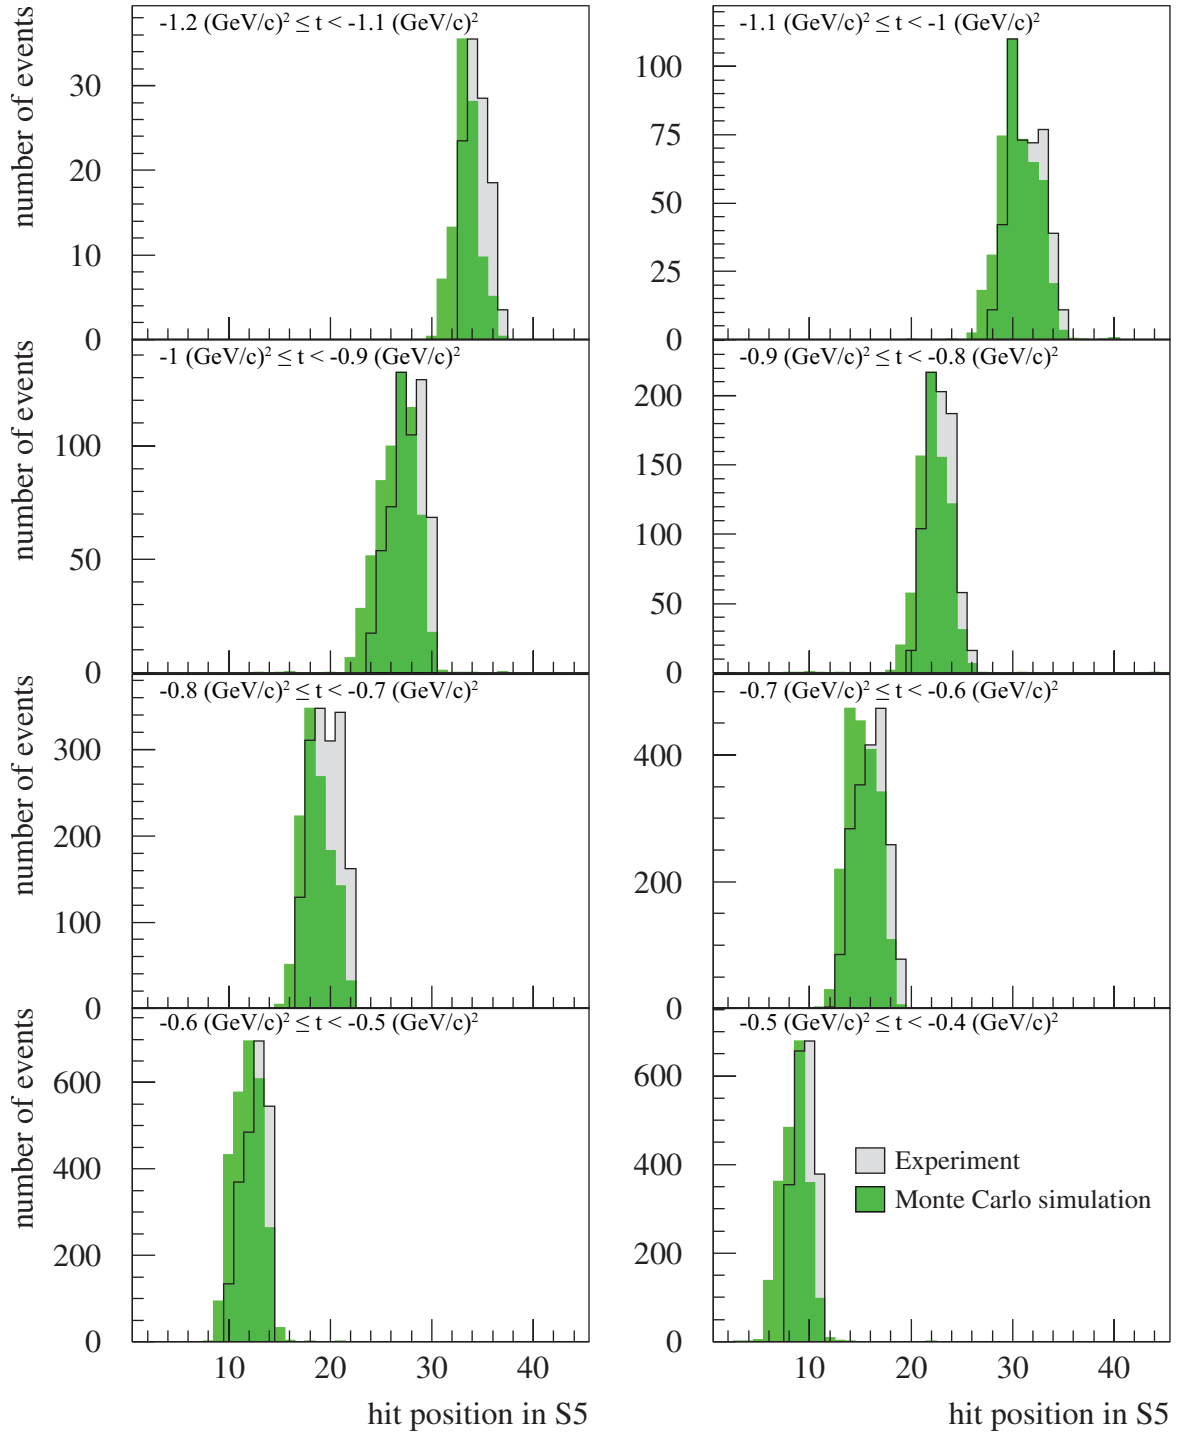 number of events
-1.2 (GeV/c)² ≤ t < -1.1 (GeV/c)²
30
20
10
0
-1.1 (GeV/c)² ≤ t < -1 (GeV/c)²
100
75
50
25
0
number of events
-1 (GeV/c)² ≤ t < -0.9 (GeV/c)²
100
50
0
-0.9 (GeV/c)² ≤ t < -0.8 (GeV/c)²
200
150
100
50
0
number of events
-0.8 (GeV/c)² ≤ t < -0.7 (GeV/c)²
300
200
100
0
-0.7 (GeV/c)² ≤ t < -0.6 (GeV/c)²
400
200
0
number of events
-0.6 (GeV/c)² ≤ t < -0.5 (GeV/c)²
600
400
200
0
10 20 30 40
hit position in S5
-0.5 (GeV/c)² ≤ t < -0.4 (GeV/c)²
600
400
200
0
Experiment
Monte Carlo simulation
10 20 30 40
hit position in S5